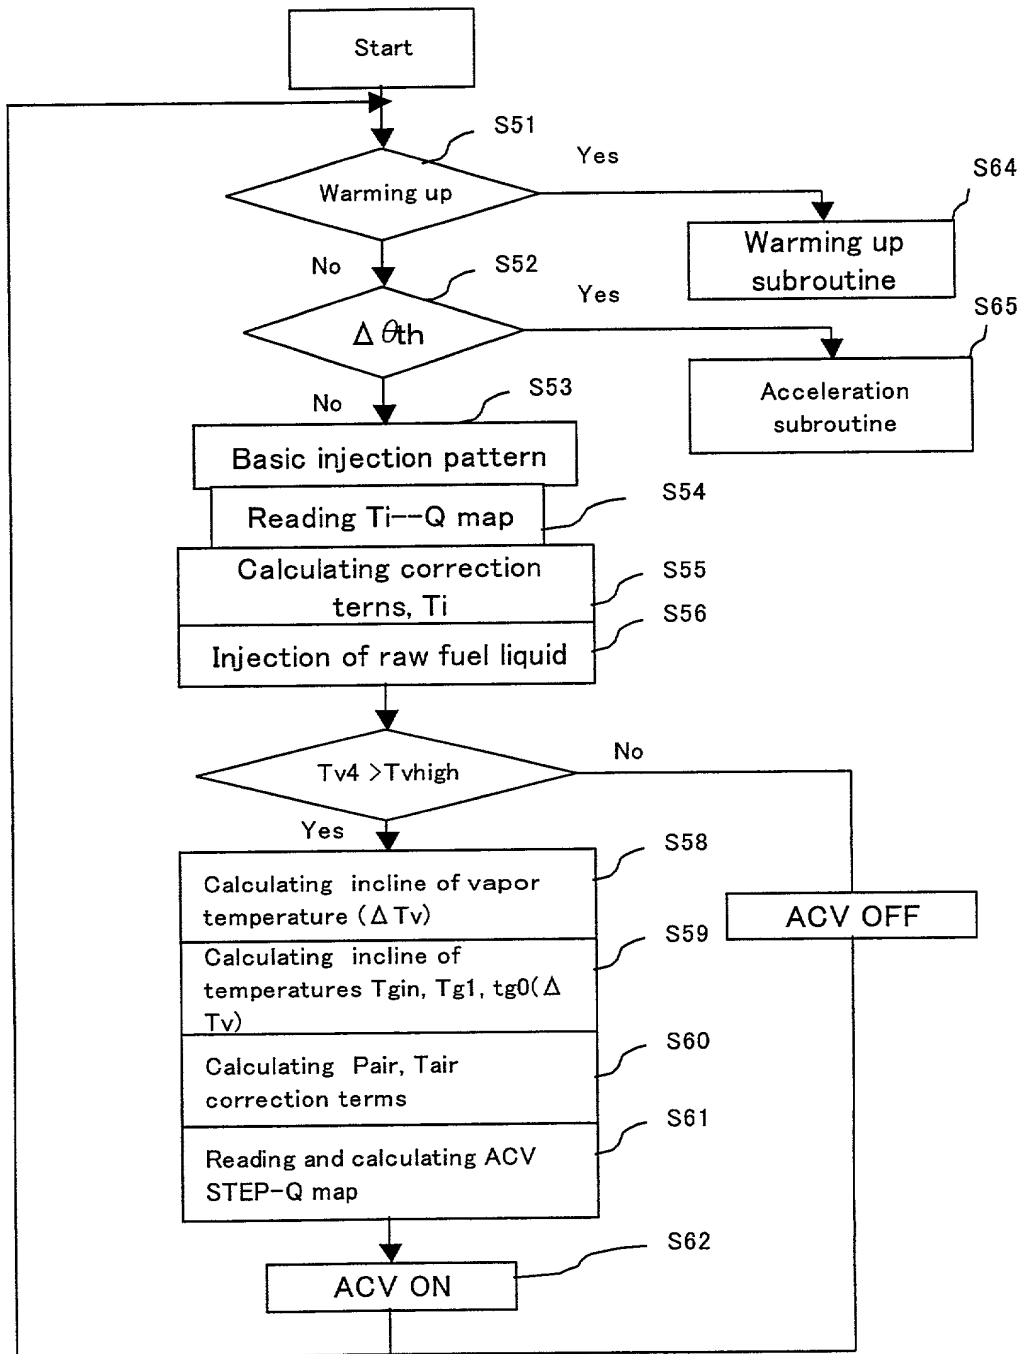 Start
S51
Yes
Warming up
S64
Warming up
subroutine
No
S52
Yes
Δθth
S65
Acceleration
subroutine
No
S53
Basic injection pattern
S54
Reading Ti--Q map
S55
Calculating correction
terns, Ti
S56
Injection of raw fuel liquid
No
Tv4 >Tvhigh
Yes
S58
Calculating incline of vapor
temperature (ΔTv)
ACV OFF
S59
Calculating incline of
temperatures Tgin, Tg1, tg0(Δ
Tv)
S60
Calculating Pair, Tair
correction terms
S61
Reading and calculating ACV
STEP-Q map
S62
ACV ON